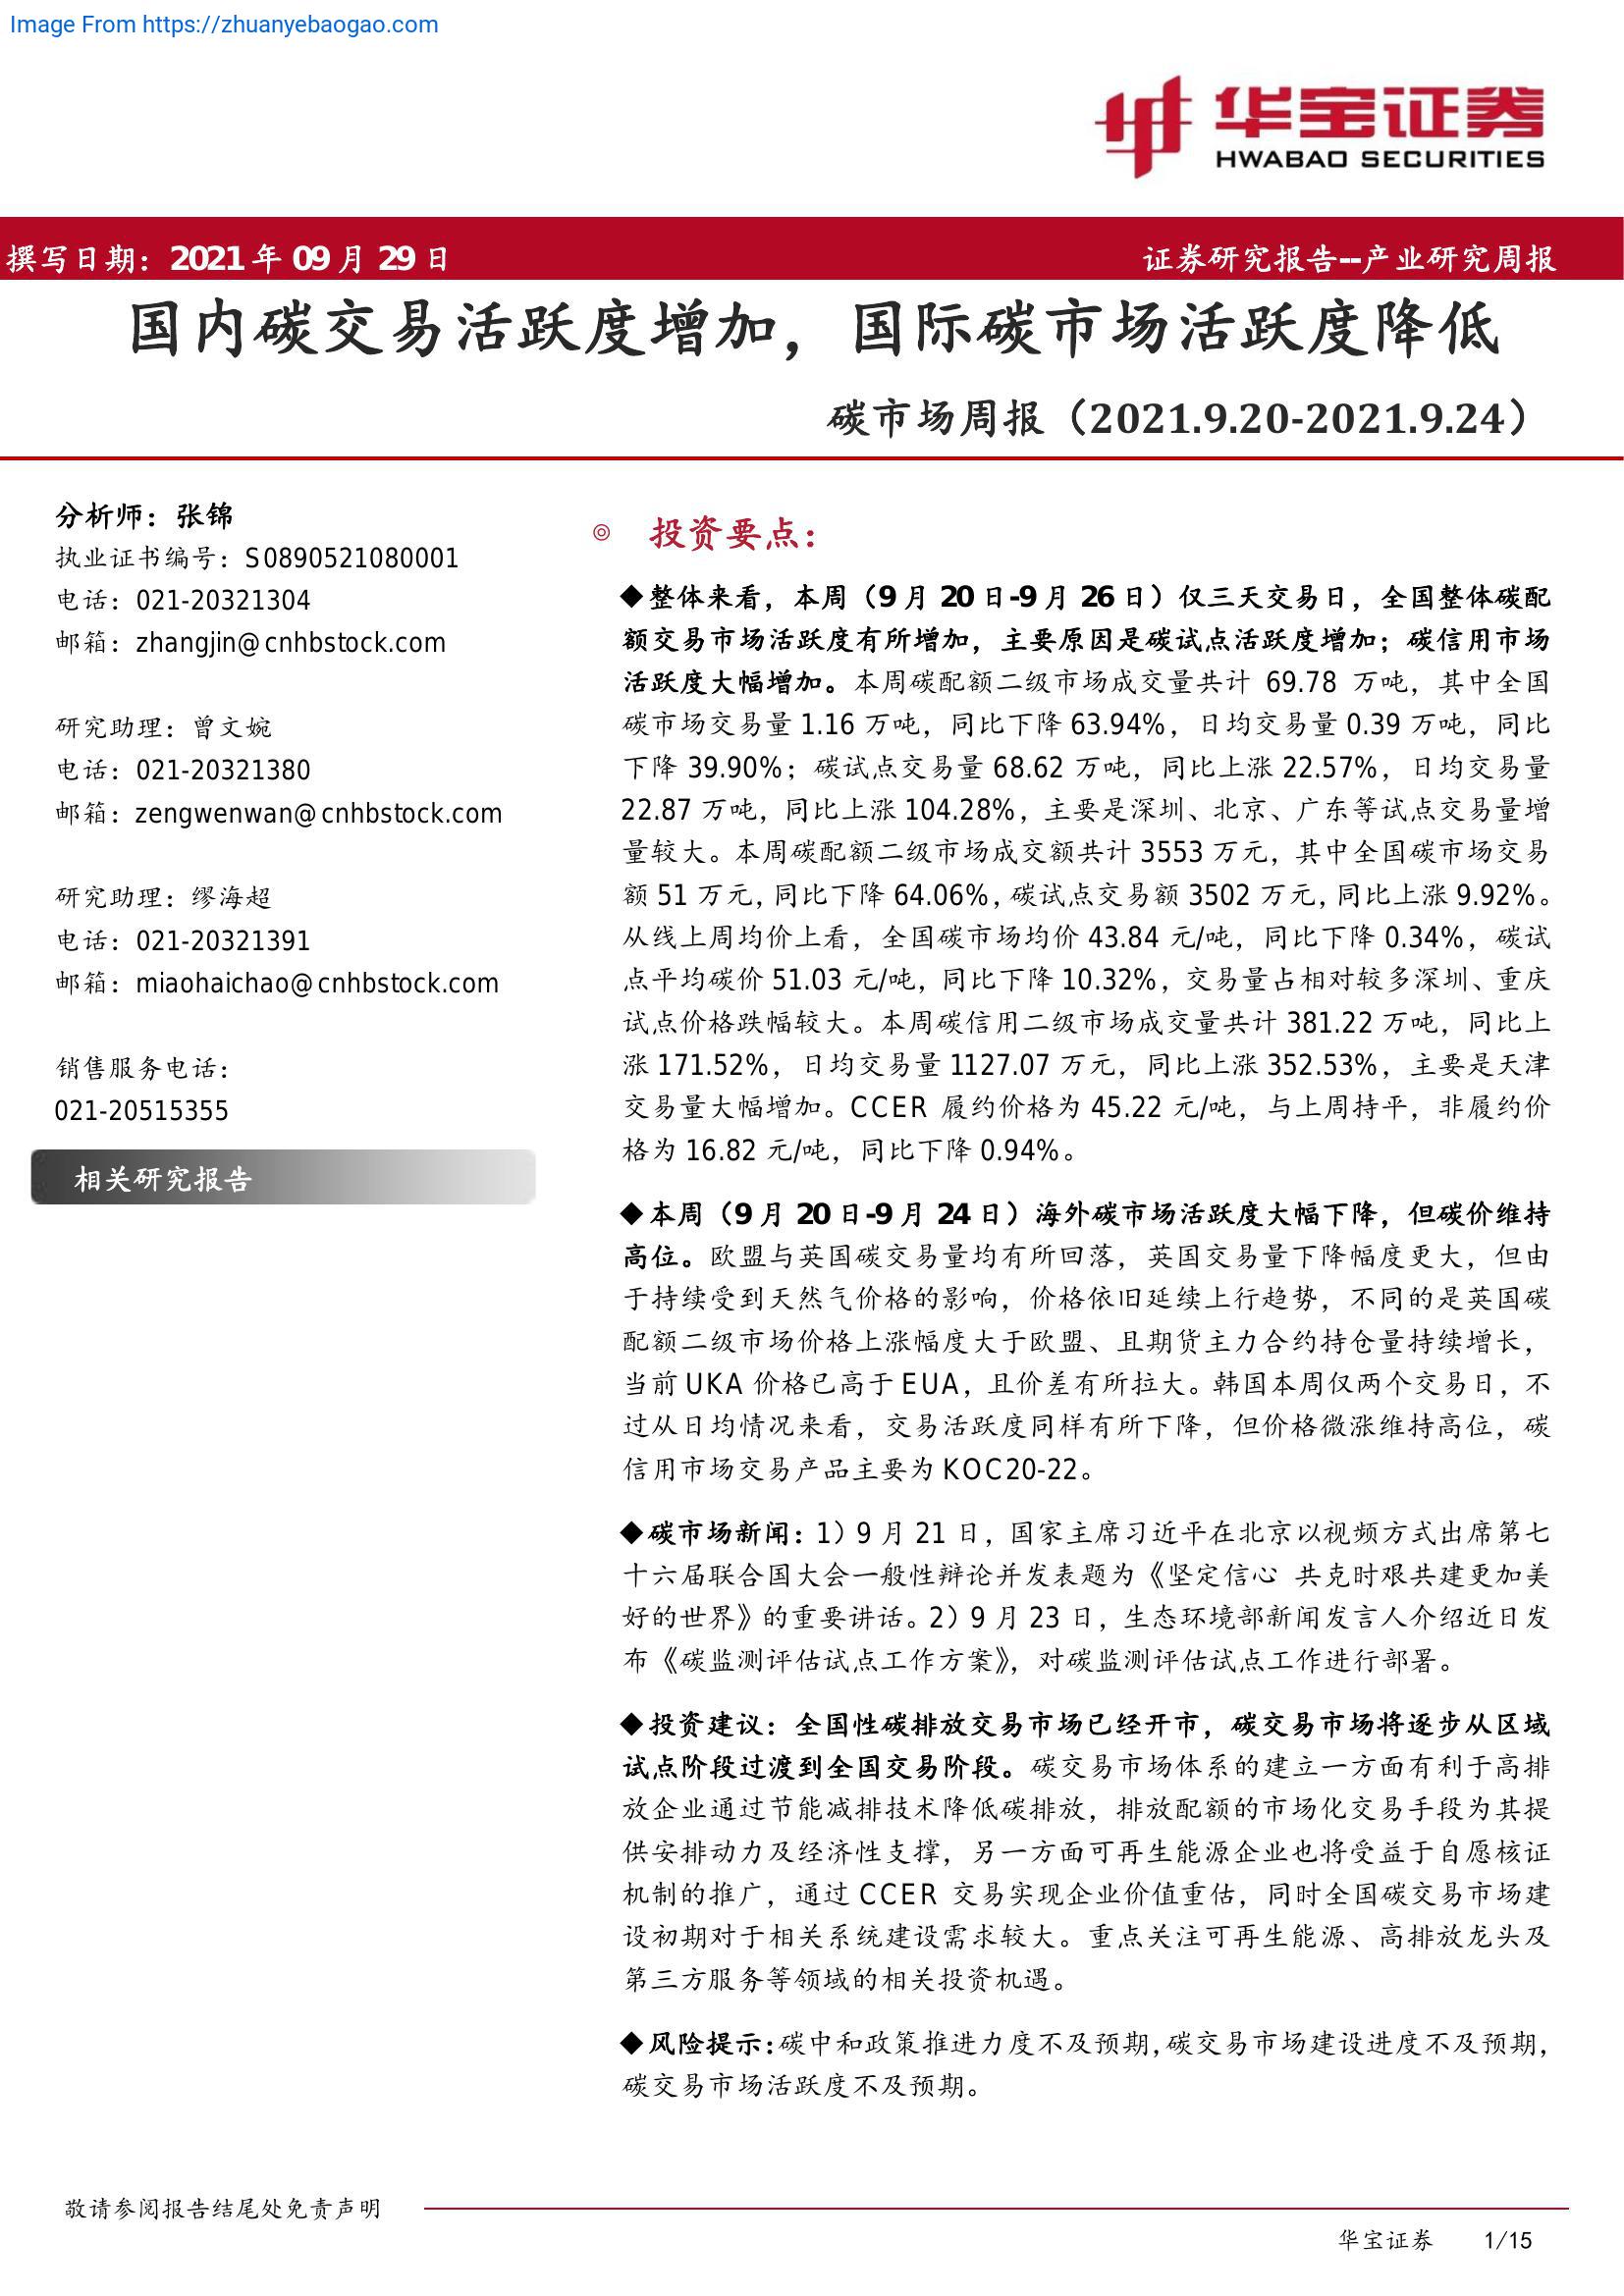 Image From https://zhuanyebaogao.com
华宝证券
HWABAO SECURITIES
撰写日期：2021 年 09 月 29 日
证券研究报告--产业研究周报
国内碳交易活跃度增加，国际碳市场活跃度降低
碳市场周报（2021.9.20-2021.9.24）
分析师：张锦
执业证书编号：S0890521080001
电话：021-20321304
邮箱：zhangjin@cnhbstock.com
研究助理：曾文婉
电话：021-20321380
邮箱：zengwenwan@cnhbstock.com
研究助理：缪海超
电话：021-20321391
邮箱：miaohaichao@cnhbstock.com
销售服务电话：
021-20515355
相关研究报告
◎ 投资要点：
◆整体来看，本周（9 月 20 日-9 月 26 日）仅三天交易日，全国整体碳配
额交易市场活跃度有所增加，主要原因是碳试点活跃度增加；碳信用市场
活跃度大幅增加。本周碳配额二级市场成交量共计 69.78 万吨，其中全国
碳市场交易量 1.16 万吨，同比下降 63.94%，日均交易量 0.39 万吨，同比
下降 39.90%；碳试点交易量 68.62 万吨，同比上涨 22.57%，日均交易量
22.87 万吨，同比上涨 104.28%，主要是深圳、北京、广东等试点交易量增
量较大。本周碳配额二级市场成交额共计 3553 万元，其中全国碳市场交易
额 51 万元，同比下降 64.06%，碳试点交易额 3502 万元，同比上涨 9.92%。
从线上周均价上看，全国碳市场均价 43.84 元/吨，同比下降 0.34%，碳试
点平均碳价 51.03 元/吨，同比下降 10.32%，交易量占相对较多深圳、重庆
试点价格跌幅较大。本周碳信用二级市场成交量共计 381.22 万吨，同比上
涨 171.52%，日均交易量 1127.07 万元，同比上涨 352.53%，主要是天津
交易量大幅增加。CCER 履约价格为 45.22 元/吨，与上周持平，非履约价
格为 16.82 元/吨，同比下降 0.94%。
◆本周（9 月 20 日-9 月 24 日）海外碳市场活跃度大幅下降，但碳价维持
高位。欧盟与英国碳交易量均有所回落，英国交易量下降幅度更大，但由
于持续受到天然气价格的影响，价格依旧延续上行趋势，不同的是英国碳
配额二级市场价格上涨幅度大于欧盟、且期货主力合约持仓量持续增长，
当前 UKA 价格已高于 EUA，且价差有所拉大。韩国本周仅两个交易日，不
过从日均情况来看，交易活跃度同样有所下降，但价格微涨维持高位，碳
信用市场交易产品主要为 KOC20-22。
◆碳市场新闻：1）9 月 21 日，国家主席习近平在北京以视频方式出席第七
十六届联合国大会一般性辩论并发表题为《坚定信心 共克时艰共建更加美
好的世界》的重要讲话。2）9 月 23 日，生态环境部新闻发言人介绍近日发
布《碳监测评估试点工作方案》，对碳监测评估试点工作进行部署。
◆投资建议：全国性碳排放交易市场已经开市，碳交易市场将逐步从区域
试点阶段过渡到全国交易阶段。碳交易市场体系的建立一方面有利于高排
放企业通过节能减排技术降低碳排放，排放配额的市场化交易手段为其提
供安排动力及经济性支撑，另一方面可再生能源企业也将受益于自愿核证
机制的推广，通过 CCER 交易实现企业价值重估，同时全国碳交易市场建
设初期对于相关系统建设需求较大。重点关注可再生能源、高排放龙头及
第三方服务等领域的相关投资机遇。
◆风险提示：碳中和政策推进力度不及预期，碳交易市场建设进度不及预期，
碳交易市场活跃度不及预期。
敬请参阅报告结尾处免责声明
华宝证券 1/15